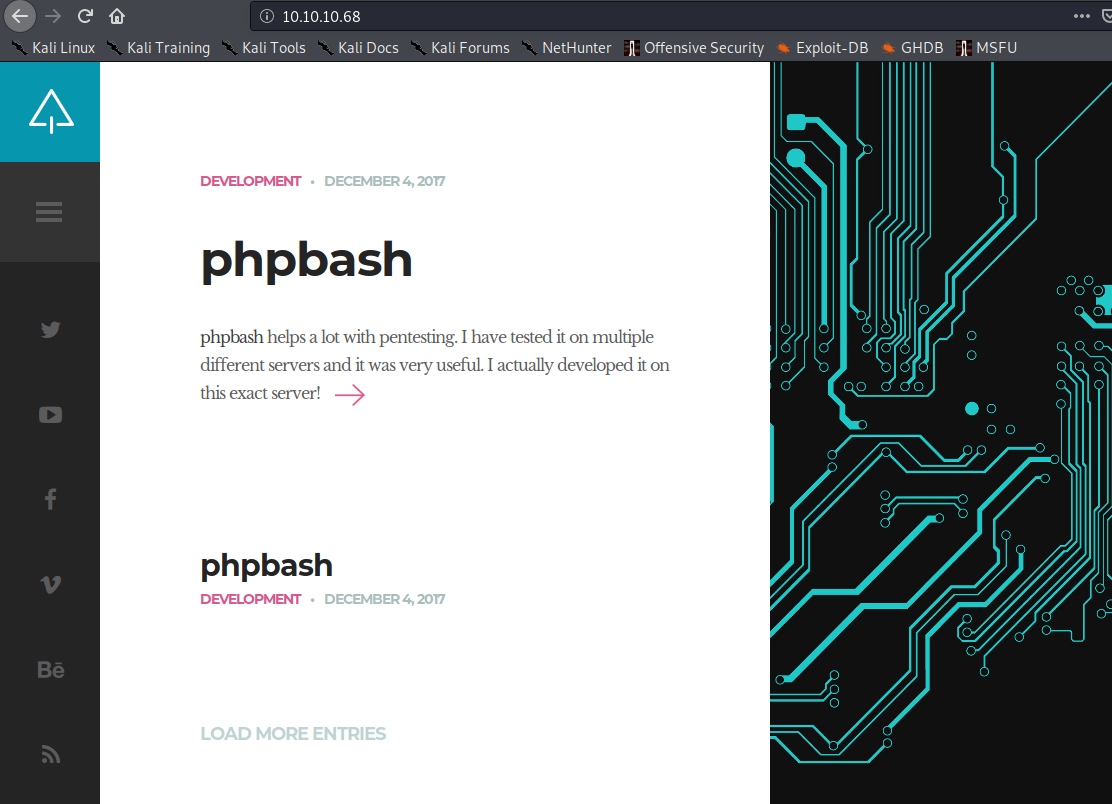 10.10.10.68
Kali Linux Kali Training Kali Tools Kali Docs Kali Forums NetHunter Offensive Security Exploit-DB GHDB MSFU
DEVELOPMENT • DECEMBER 4, 2017
phpbash
phpbash helps a lot with pentesting. I have tested it on multiple
different servers and it was very useful. I actually developed it on
this exact server!
phpbash
DEVELOPMENT • DECEMBER 4, 2017
Bē
LOAD MORE ENTRIES